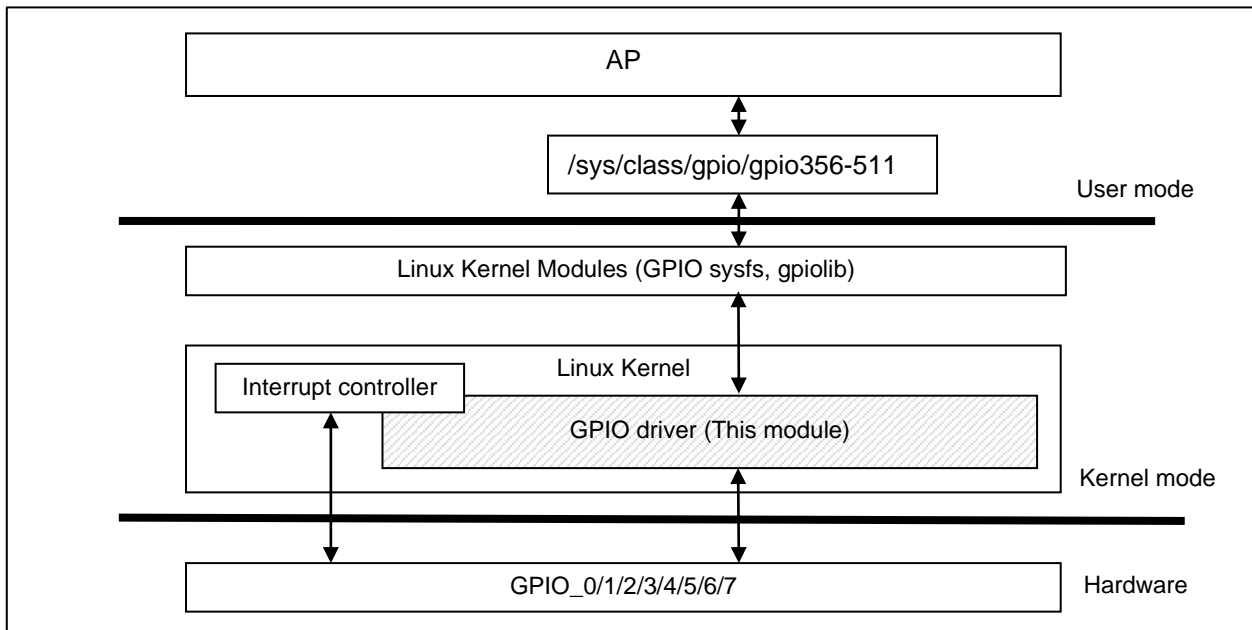 AP
/sys/class/gpio/gpio356-511
User mode
Linux Kernel Modules (GPIO sysfs, gpiolib)
Linux Kernel
Interrupt controller
GPIO driver (This module)
Kernel mode
GPIO_0/1/2/3/4/5/6/7
Hardware